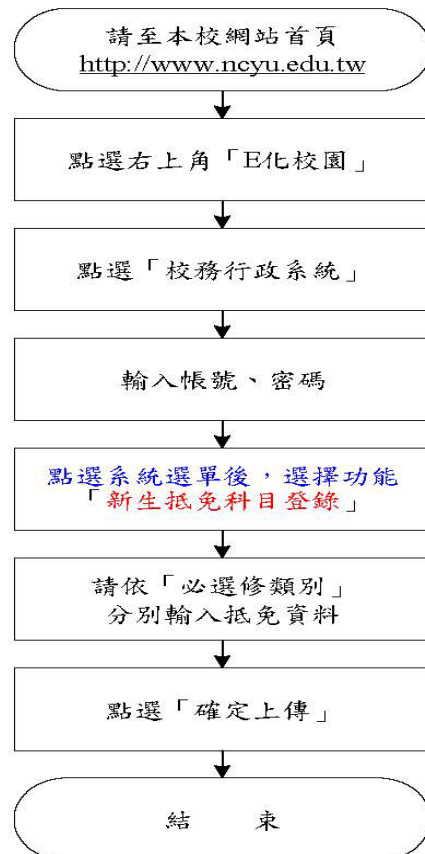 請至本校網站首頁
http://www.ncyu.edu.tw
點選右上角「E化校園」
點選「校務行政系統」
輸入帳號、密碼
點選系統選單後，選擇功能
「新生抵免科目登錄」
請依「必選修類別」
分別輸入抵免資料
點選「確定上傳」
結　　束